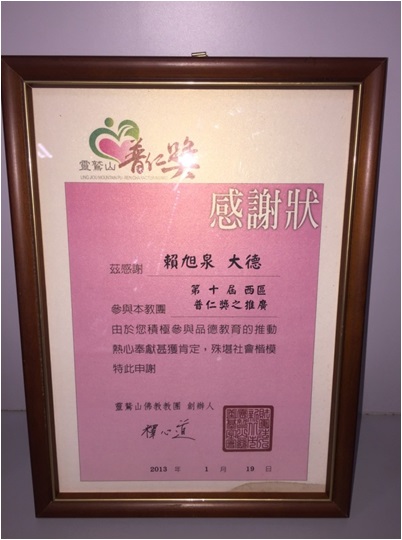 靈鷲山普仁獎
感謝狀
茲感謝 賴旭泉 大德
參與本教團 第十屆西區
普仁獎之推廣
由於您積極參與品德教育的推動
熱心奉獻甚獲肯定，殊堪社會楷模
特此申謝
靈鷲山佛教教團 創辦人
釋心道
2013 年 1 月 19 日